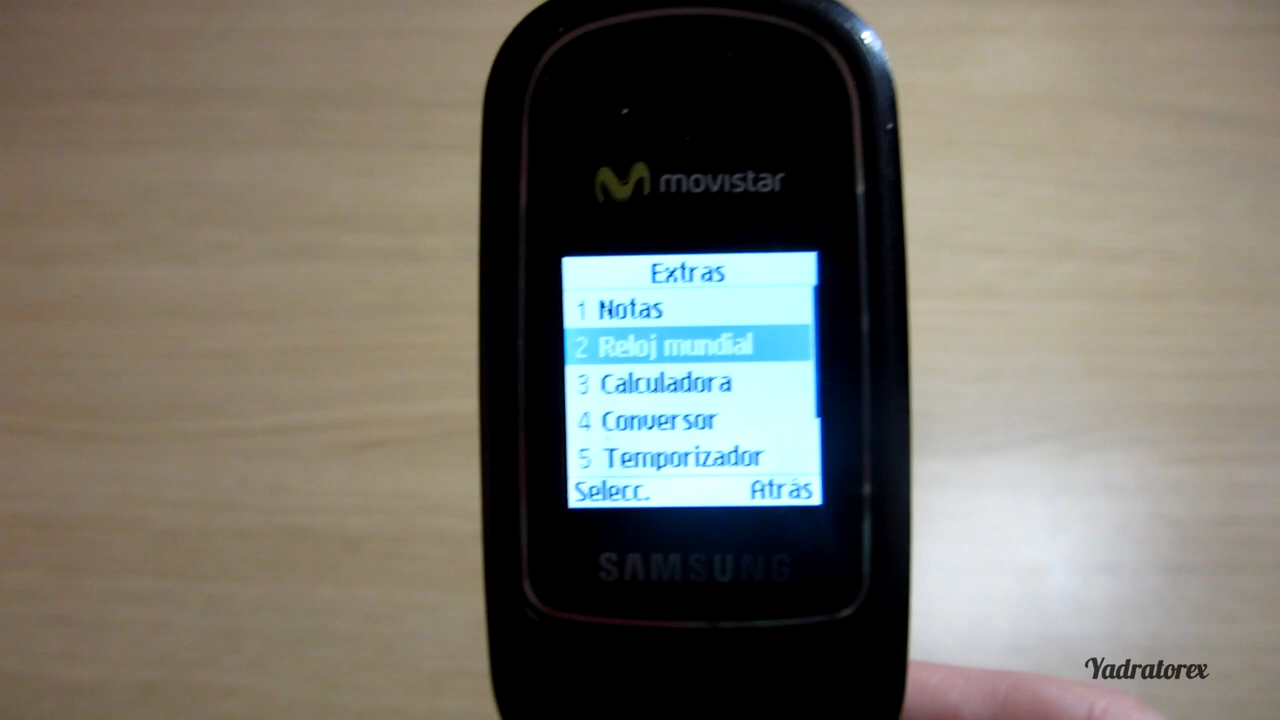 movistar
Extras
1 Notas
2 Reloj mundial
3 Calculadora
4 Conversor
5 Temporizador
Selecc. Atrás
SAMSUNG
Yadratorex